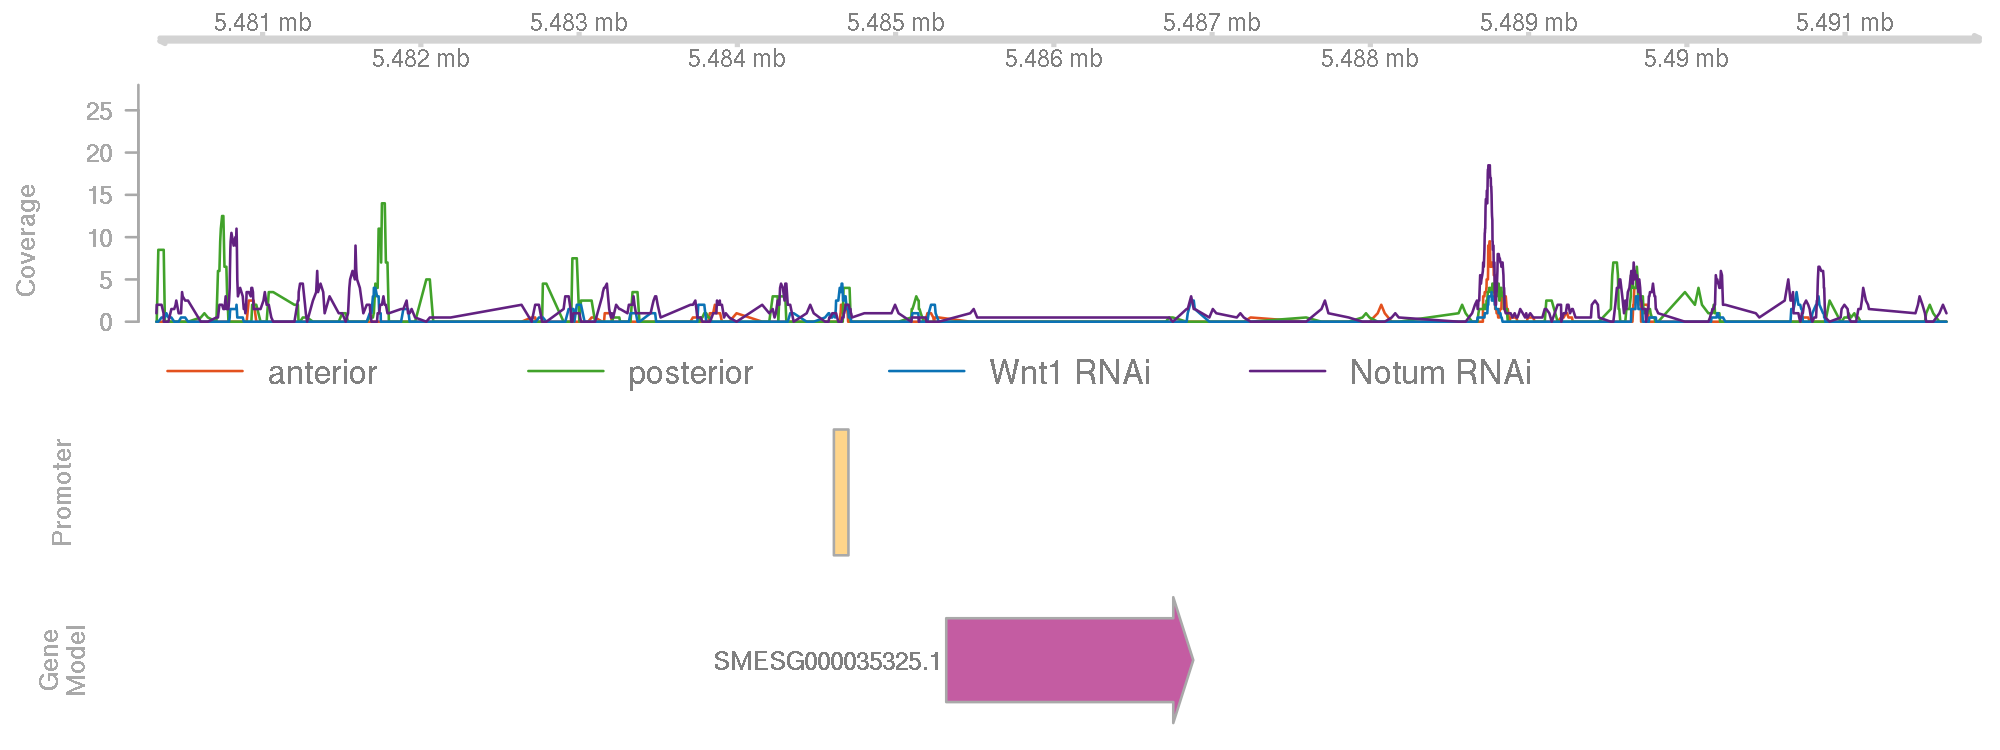 5.481 mb 5.483 mb 5.485 mb 5.487 mb 5.489 mb 5.491 mb
5.482 mb 5.484 mb 5.486 mb 5.488 mb 5.49 mb
Coverage
25
20
15
10
5
0
anterior posterior Wnt1 RNAi Notum RNAi
Promoter
Gene
Model
SMESG000035325.1